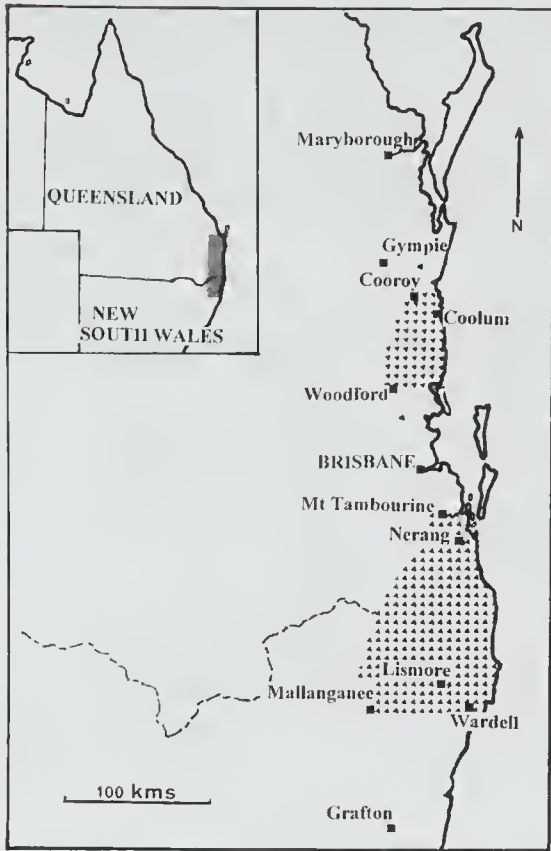 QUEENSLAND
NEW
SOUTH WALES
Maryborough
N
Gympie
Cooroy
Coolum
Woodford
BRISBANE
Mt Tambourine
Nerang
Lismore
Mallanganee
Wardell
100 kms
Grafton